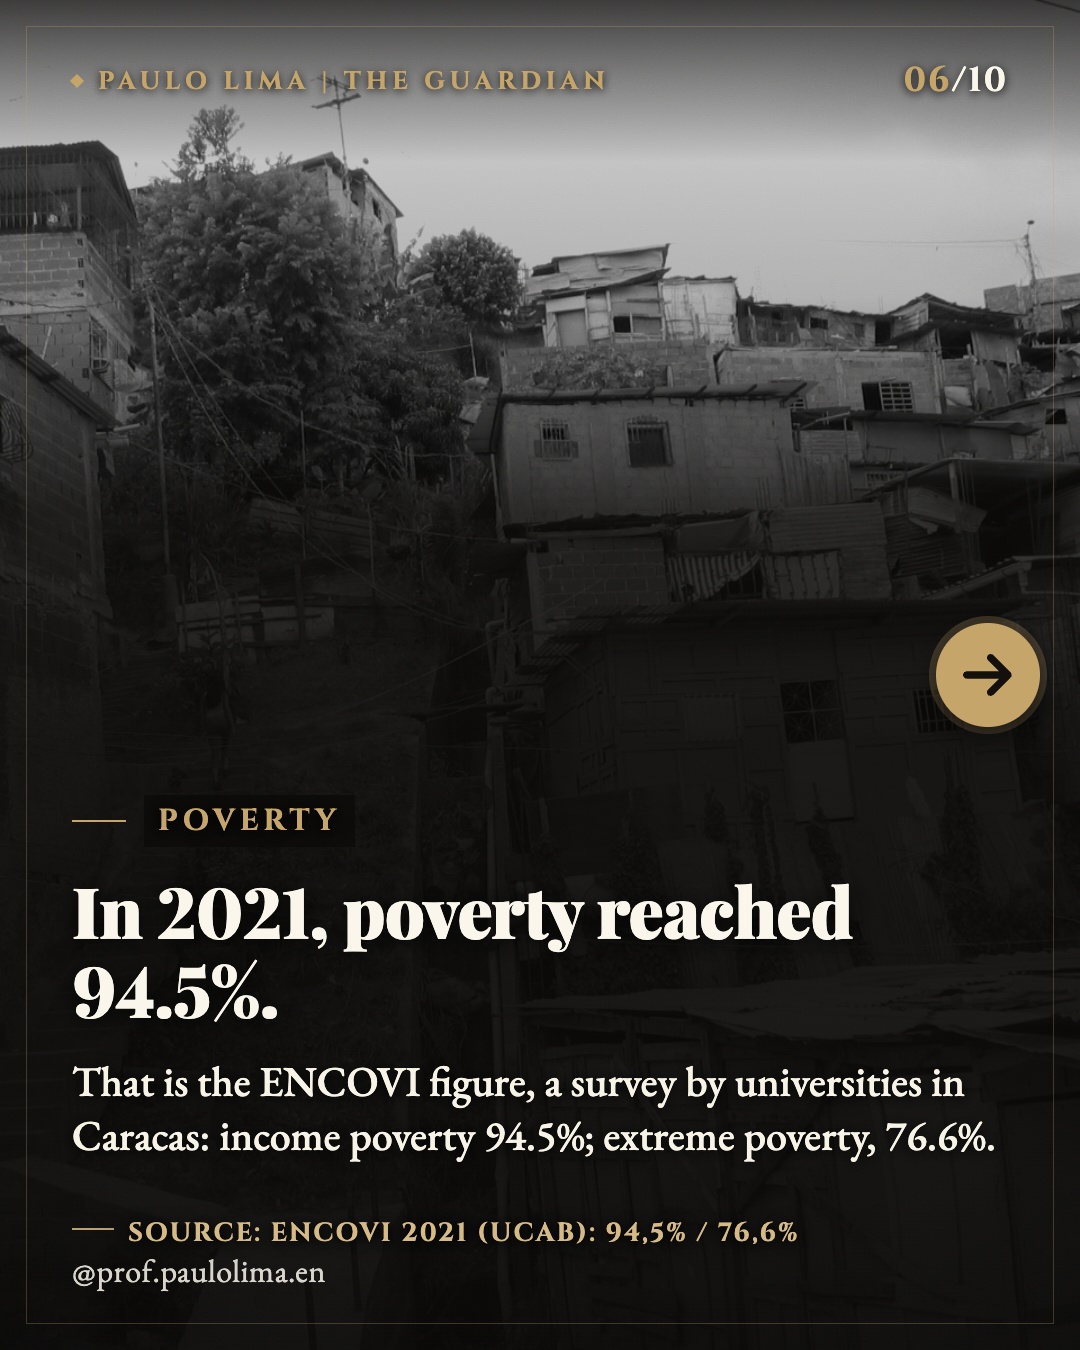 PAULO LIMA | THE GUARDIAN
06/10
POVERTY
In 2021, poverty reached
94.5%.
That is the ENCOVI figure, a survey by universities in
Caracas: income poverty 94.5%; extreme poverty, 76.6%.
SOURCE: ENCOVI 2021 (UCAB): 94,5% / 76,6%
@prof.paulolima.en